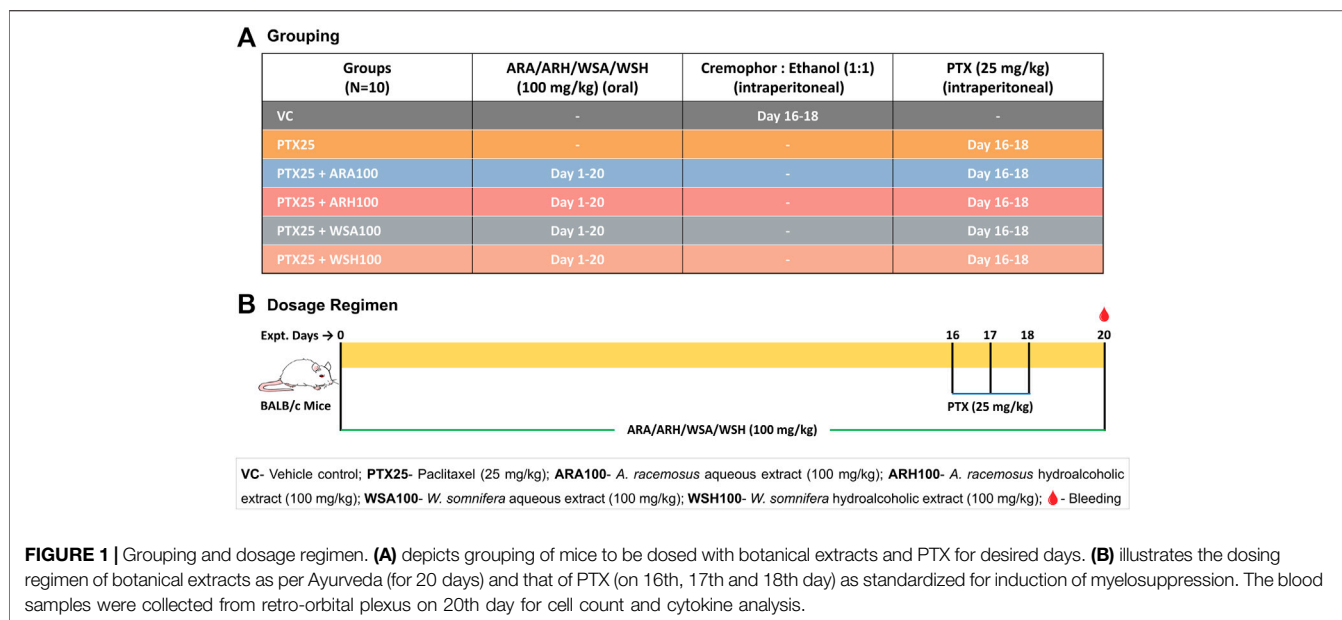 A Grouping
Groups (N=10) ARA/ARH/WSA/WSH (100 mg/kg) (oral) Cremophor : Ethanol (1:1) (intraperitoneal) PTX (25 mg/kg) (intraperitoneal)
VC - Day 16-18 -
PTX25 - - Day 16-18
PTX25 + ARA100 Day 1-20 - Day 16-18
PTX25 + ARH100 Day 1-20 - Day 16-18
PTX25 + WSA100 Day 1-20 - Day 16-18
PTX25 + WSH100 Day 1-20 - Day 16-18
B Dosage Regimen
Expt. Days → 0 16 17 18 20
BALB/c Mice
PTX (25 mg/kg)
ARA/ARH/WSA/WSH (100 mg/kg)
VC- Vehicle control; PTX25- Paclitaxel (25 mg/kg); ARA100- A. racemosus aqueous extract (100 mg/kg); ARH100- A. racemosus hydroalcoholic
extract (100 mg/kg); WSA100- W. somnifera aqueous extract (100 mg/kg); WSH100- W. somnifera hydroalcoholic extract (100 mg/kg); - Bleeding
FIGURE 1 | Grouping and dosage regimen. (A) depicts grouping of mice to be dosed with botanical extracts and PTX for desired days. (B) illustrates the dosing
regimen of botanical extracts as per Ayurveda (for 20 days) and that of PTX (on 16th, 17th and 18th day) as standardized for induction of myelosuppression. The blood
samples were collected from retro-orbital plexus on 20th day for cell count and cytokine analysis.